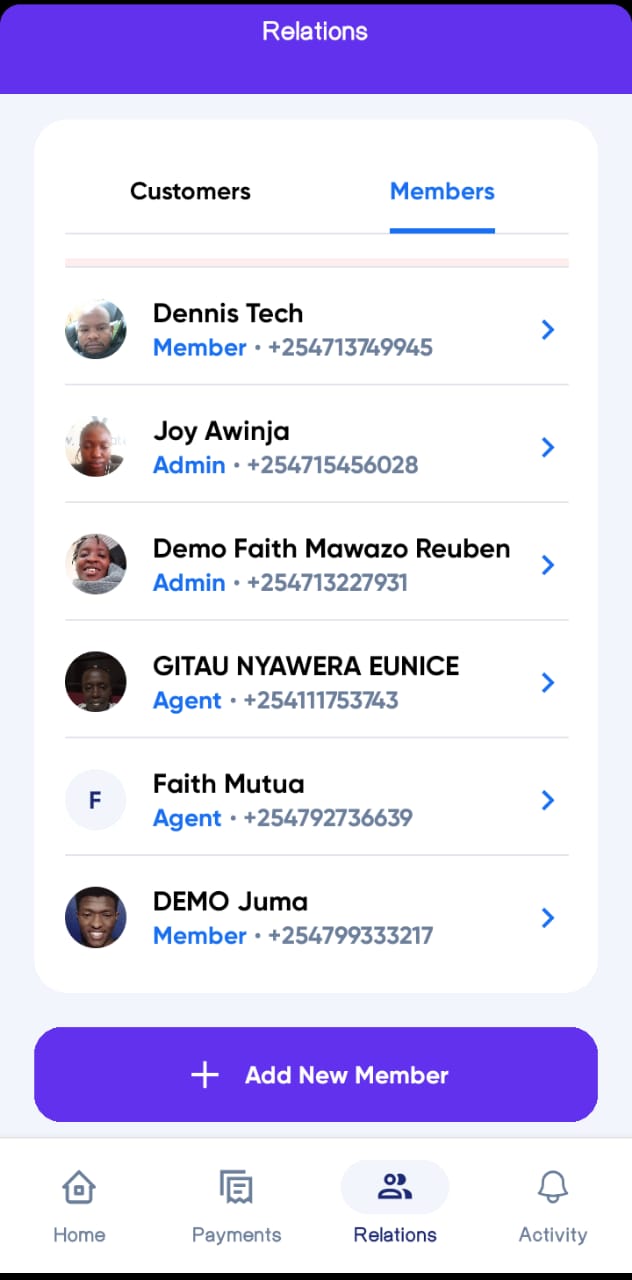 Relations
Customers
Members
Dennis Tech
Member • +254713749945
Joy Awinja
Admin • +254715456028
Demo Faith Mawazo Reuben
Admin • +254713227931
GITAU NYAWERA EUNICE
Agent • +254111753743
F
Faith Mutua
Agent • +254792736639
DEMO Juma
Member • +254799333217
Add New Member
Home
Payments
Relations
Activity